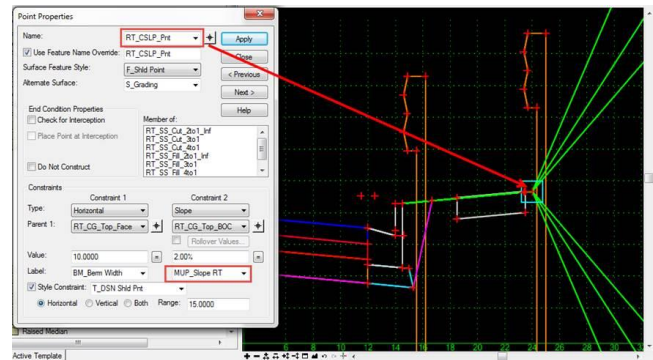 Point Properties
Name: RT_CSLP_Pnt Apply
Use Feature Name Override: RT_CSLP_Pnt Close
Surface Feature Style: F_Shld Point < Previous
Alternate Surface: S_Grading Next >
Help
End Condition Properties
Check for Interception
Place Point at Interception
Do Not Construct
Member of:
RT_SS_Cut_2to1_Inf
RT_SS_Cut_3to1
RT_SS_Cut_4to1
RT_SS_Fill_2to1_Inf
RT_SS_Fill_3to1
RT_SS_Fill_4to1
Constraints
Constraint 1 Constraint 2
Type: Horizontal Slope
Parent 1: RT_CG_Top_Face RT_CG_Top_BOC
Rollover Values...
Value: 10.0000 = 2.00% =
Label: BM_Berm Width MUP_Slope RT
Style Constraint: T_DSN Shld Pnt
Horizontal Vertical Both Range: 15.0000
Raised Median
Active Template
6 8 10 12 14 16 18 20 22 24 26 28 30 32